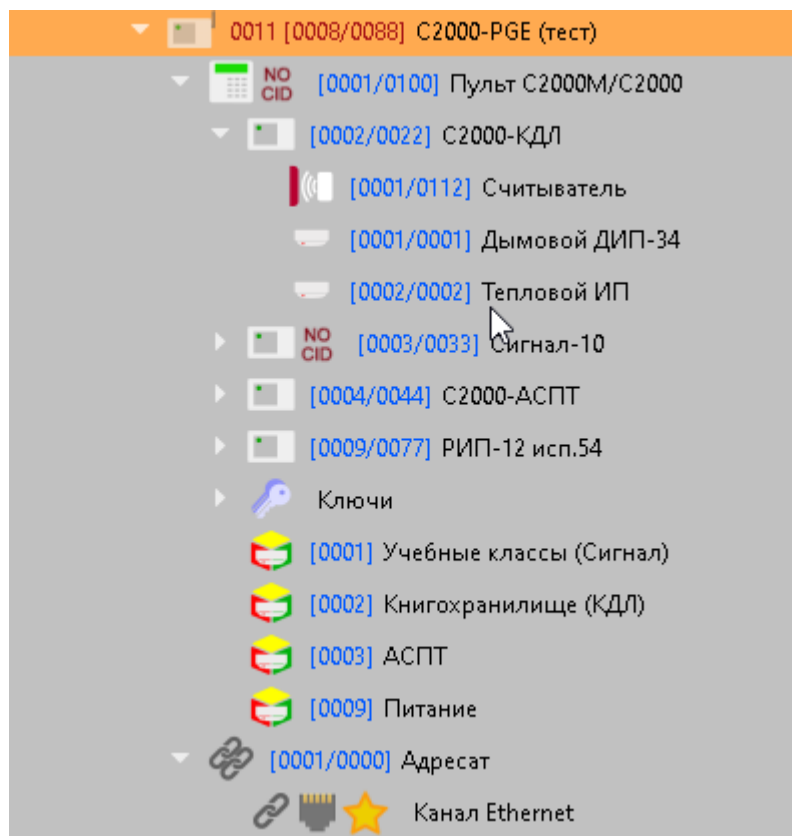 0011 [0008/0088] С2000-PGE (тест)
NO CID [0001/0100] Пульт С2000М/С2000
[0002/0022] С2000-КДЛ
[0001/0112] Считыватель
[0001/0001] Дымовой ДИП-34
[0002/0002] Тепловой ИП
NO CID [0003/0033] Сигнал-10
[0004/0044] С2000-АСПТ
[0009/0077] РИП-12 исп.54
Ключи
[0001] Учебные классы (Сигнал)
[0002] Книгохранилище (КДЛ)
[0003] АСПТ
[0009] Питание
[0001/0000] Адресат
Канал Ethernet